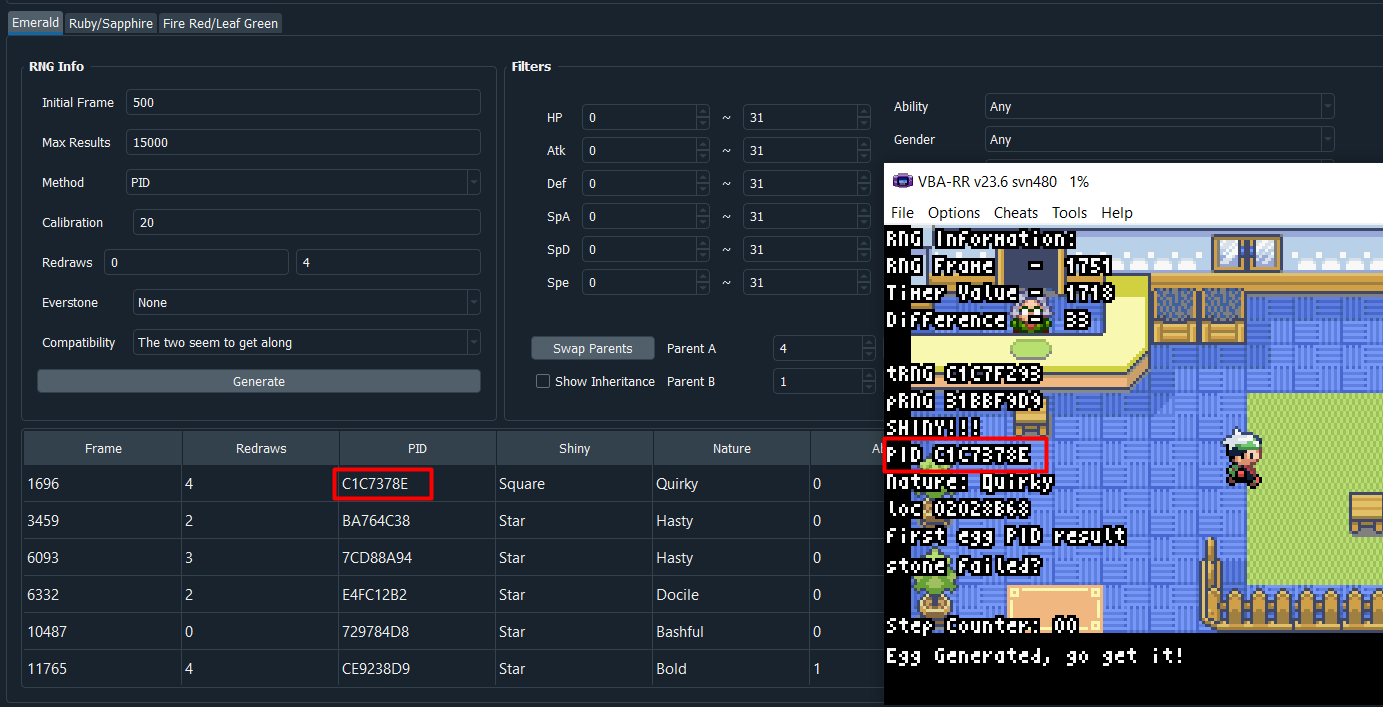 Emerald Ruby/Sapphire Fire Red/Leaf Green
RNG Info
Initial Frame 500
Max Results 15000
Method PID
Calibration 20
Redraws 0 4
Everstone None
Compatibility The two seem to get along
Generate
Filters
HP 0 ~ 31
Atk 0 ~ 31
Def 0 ~ 31
SpA 0 ~ 31
SpD 0 ~ 31
Spe 0 ~ 31
Swap Parents Parent A 4
Show Inheritance Parent B 1
Ability Any
Gender Any
Frame Redraws PID Shiny Nature
1696 4 C1C7378E Square Quirky 0
3459 2 BA764C38 Star Hasty 0
6093 3 7CD88A94 Star Hasty 0
6332 2 E4FC12B2 Star Docile 0
10487 0 729784D8 Star Bashful 0
11765 4 CE9238D9 Star Bold 1
VBA-RR v23.6 svn480 1%
File Options Cheats Tools Help
RNG Information:
RNG Frame - 1751
Timer Value - 1718
Difference - 33
tRNG
pRNG
SHINY!!!
PID C1C7378E
Nature: Quirky
loc 02028B68
First egg PID result
stone Failed?
Step Counter: 00
Egg Generated, go get it!